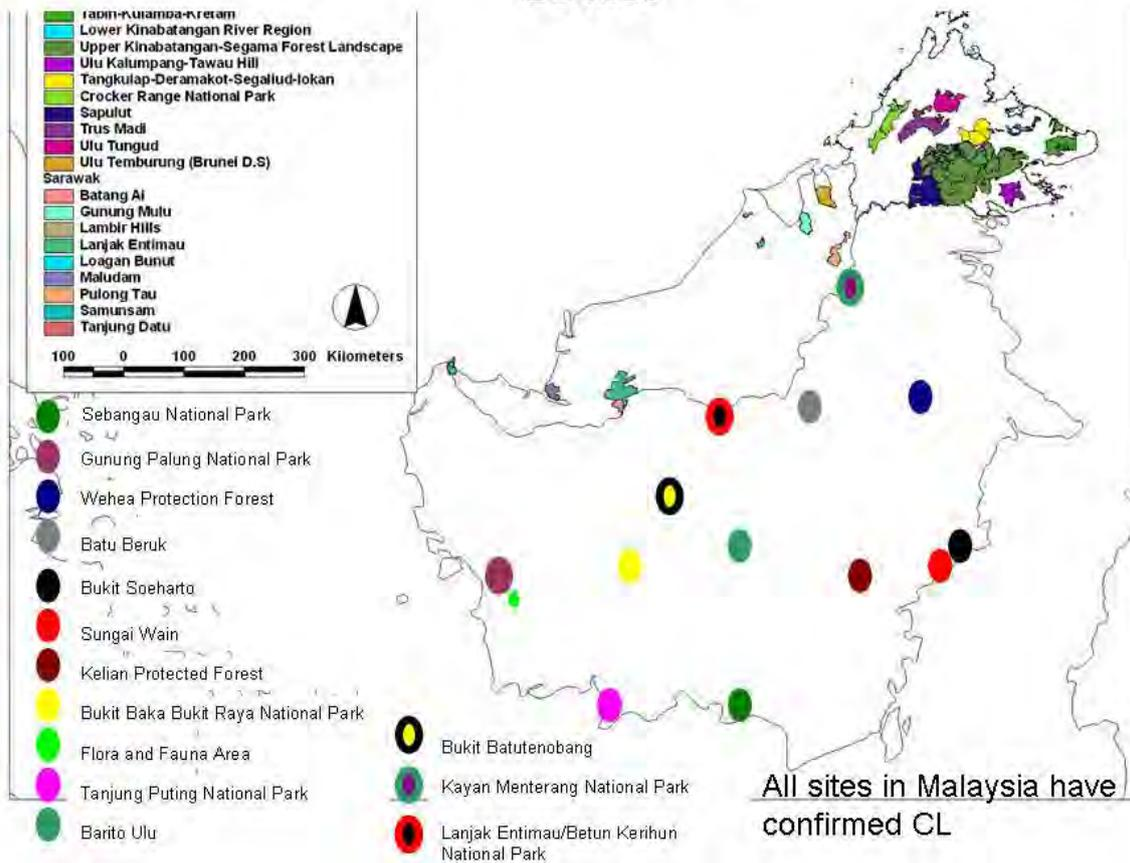 Tabin-Kulamba-Kretam
Lower Kinabatangan River Region
Upper Kinabatangan-Segama Forest Landscape
Ulu Kalumpang-Tawau Hill
Tangkulap-Deramakot-Segaliud-lokan
Crocker Range National Park
Sapulut
Trus Madi
Ulu Tungud
Ulu Temburung (Brunei D.S)
Sarawak
Batang Ai
Gunung Mulu
Lambir Hills
Lanjak Entimau
Loagan Bunut
Maludam
Pulong Tau
Samunsam
Tanjung Datu
100 0 100 200 300 Kilometers
Sebangau National Park
Gunung Palung National Park
Wehea Protection Forest
Batu Beruk
Bukit Soeharto
Sungai Wain
Kelian Protected Forest
Bukit Baka Bukit Raya National Park
Flora and Fauna Area
Tanjung Puting National Park
Barito Ulu
Bukit Batutenobang
Kayan Menterang National Park
Lanjak Entimau/Betun Kerihun
National Park
All sites in Malaysia have
confirmed CL